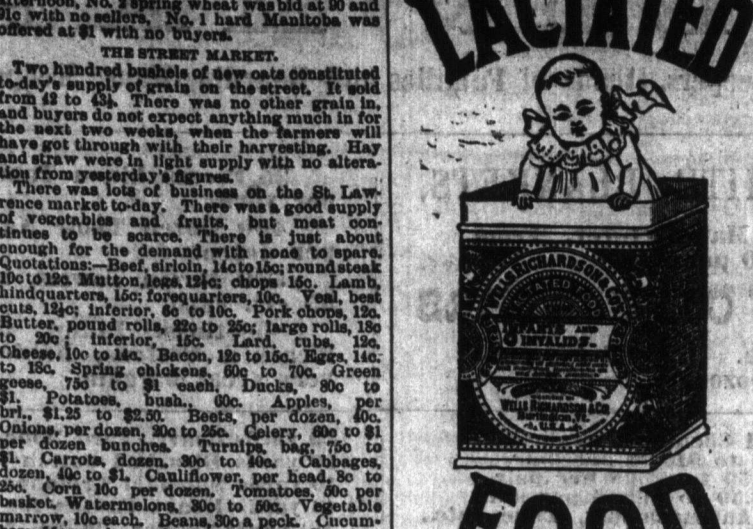 afternoon, No. 2 spring wheat was bid at 90 and
91c with no sellers, No. 1 hard Manitoba was
offered at $1 with no buyers.
THE STREET MARKET.
Two hundred bushels of new oats constituted
to-day's supply of grain on the street. It sold
from 42 to 43½. There was no other grain in,
and buyers do not expect anything much in for
the next two weeks, when the farmers will
have got through with their harvesting. Hay
and straw were in light supply with no altera-
tion from yesterday's figures.
There was lots of business on the St. Law-
rence market to-day. There was a good supply
of vegetables and fruits, but meat con-
tinues to be scarce. There is just about
enough for the demand with none to spare.
Quotations:—Beef, sirloin, 14c to 15c; round steak
10c to 12c. Mutton, legs, 12½c; chops 15c. Lamb,
hindquarters, 15c; forequarters, 10c. Veal, best
cuts, 12½c; inferior, 6c to 10c. Pork chops, 12c.
Butter, pound rolls, 22c to 25c; large rolls, 18c
to 20c; inferior, 15c. Lard, tubs, 12c.
Cheese, 10c to 14c. Bacon, 12c to 15c. Eggs, 14c.
to 18c. Spring chickens, 60c to 70c. Green
geese, 75c to $1 each. Ducks, 80c to
$1. Potatoes, bush., 60c. Apples, per
brl., $1.25 to $2.50. Beets, per dozen, 40c.
Onions, per dozen, 20c to 25c. Celery, 60c to $1
per dozen bunches. Turnips, bag, 75c to
$1. Carrots, dozen, 30c to 40c. Cabbages,
dozen, 40c to $1. Cauliflower, per head, 8c to
25c. Corn 10c per dozen. Tomatoes, 50c per
basket. Watermelons, 30c to 50c. Vegetable
marrow, 10c each. Beans, 30c a peck. Cucum-
LACTATED
WELLS RICHARDSON & CO'S
LACTATED FOOD
INFANTS AND
INVALIDS
WELLS RICHARDSON & CO
BURLINGTON, VT.
U.S.A.
FOOD